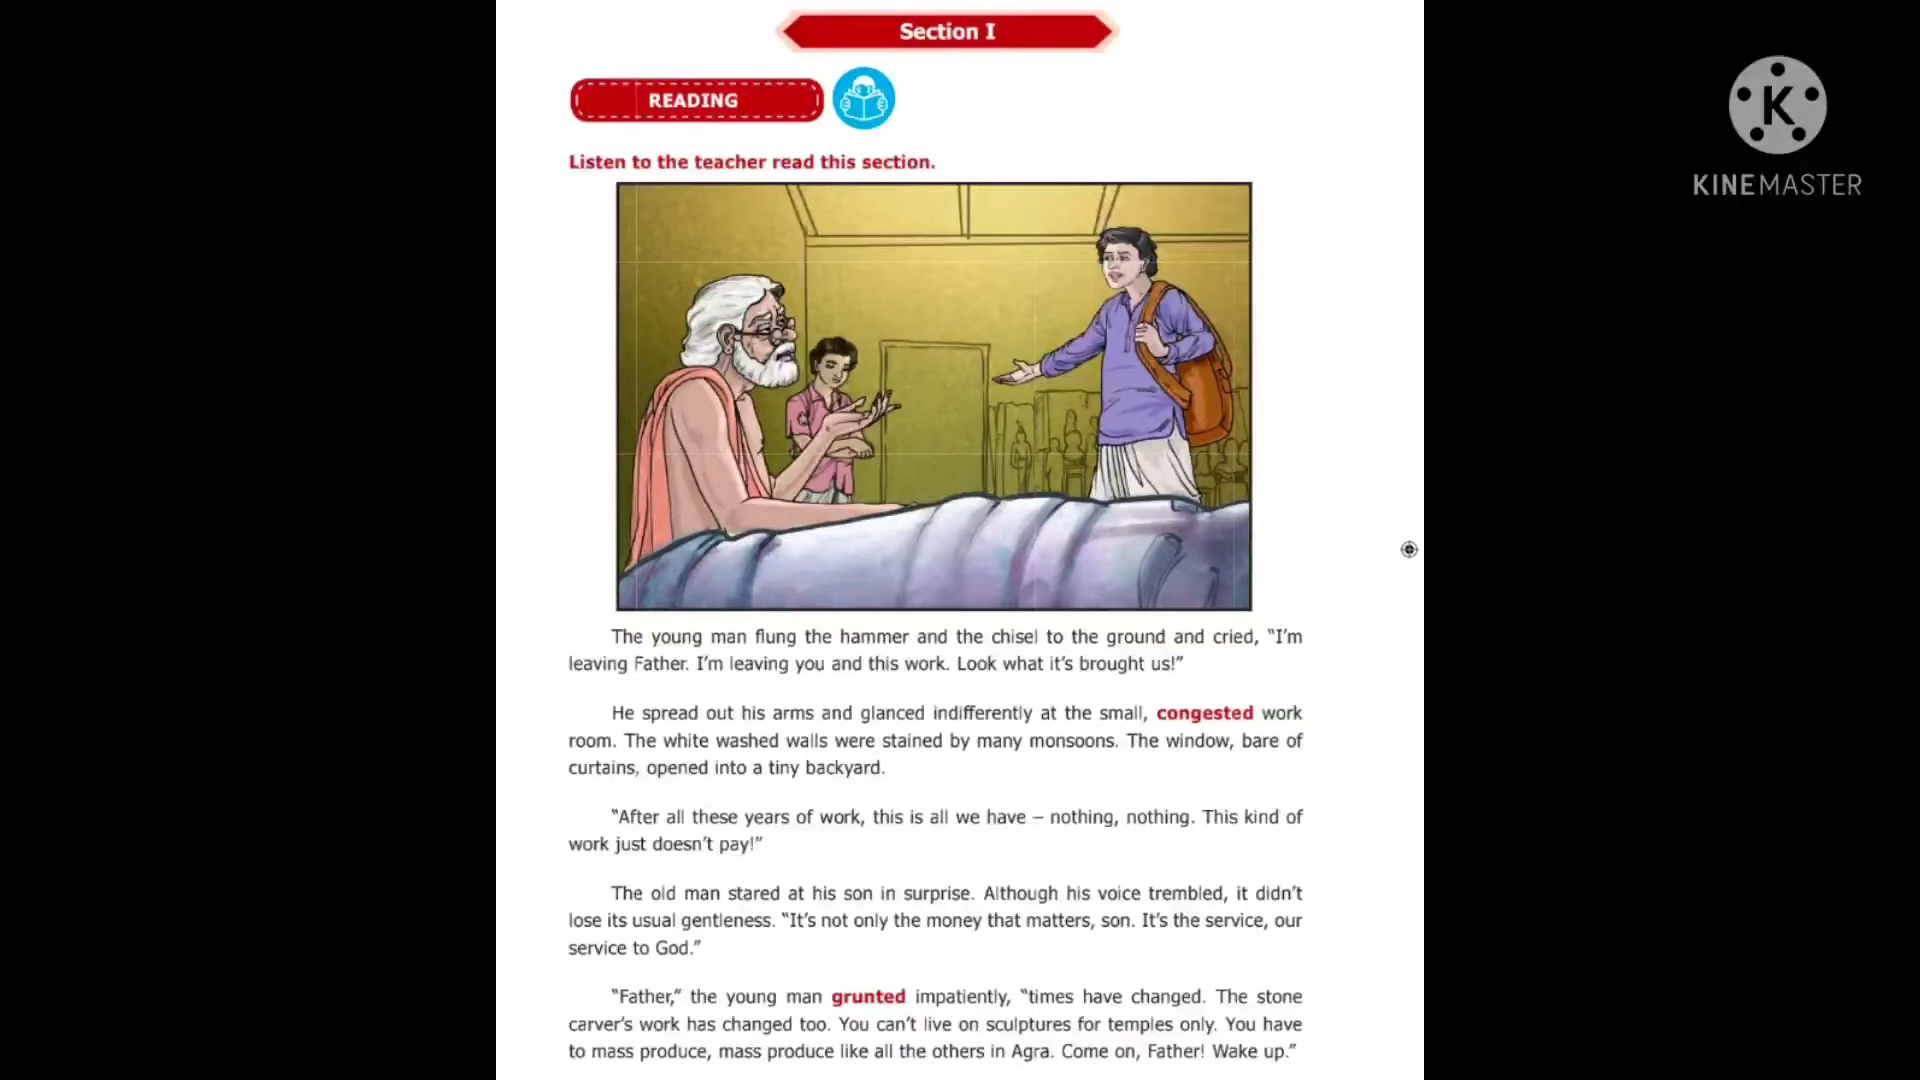 Section I
READING
K
KINEMASTER
Listen to the teacher read this section.
The young man flung the hammer and the chisel to the ground and cried, “I’m
leaving Father. I’m leaving you and this work. Look what it’s brought us!”
He spread out his arms and glanced indifferently at the small, congested work
room. The white washed walls were stained by many monsoons. The window, bare of
curtains, opened into a tiny backyard.
“After all these years of work, this is all we have – nothing, nothing. This kind of
work just doesn’t pay!”
The old man stared at his son in surprise. Although his voice trembled, it didn’t
lose its usual gentleness. “It’s not only the money that matters, son. It’s the service, our
service to God.”
“Father,” the young man grunted impatiently, “times have changed. The stone
carver’s work has changed too. You can’t live on sculptures for temples only. You have
to mass produce, mass produce like all the others in Agra. Come on, Father! Wake up.”